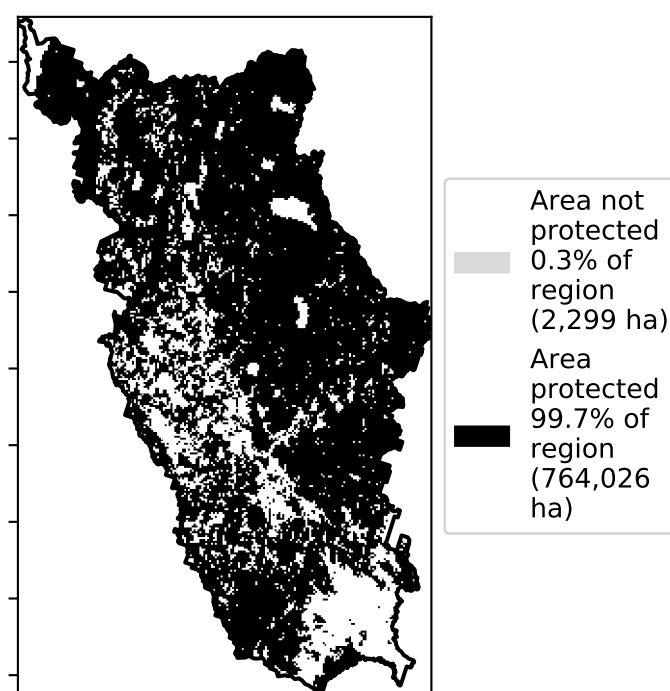 Area not
protected
0.3% of
region
(2,299 ha)
Area
protected
99.7% of
region
(764,026
ha)